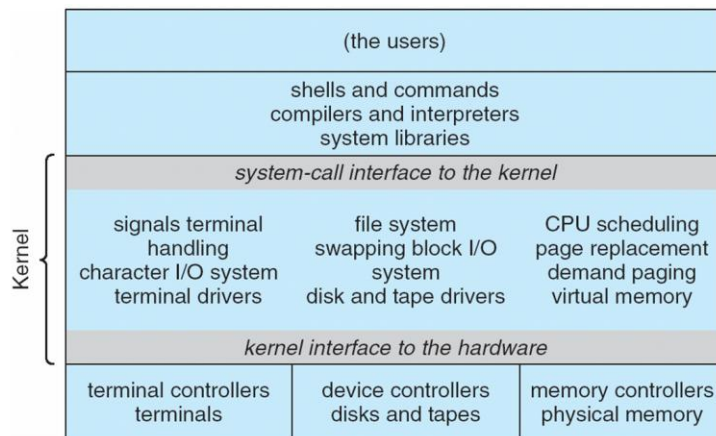 (the users)
shells and commands
compilers and interpreters
system libraries
system-call interface to the kernel
Kernel
signals terminal
handling
character I/O system
terminal drivers
file system
swapping block I/O
system
disk and tape drivers
CPU scheduling
page replacement
demand paging
virtual memory
kernel interface to the hardware
terminal controllers
terminals
device controllers
disks and tapes
memory controllers
physical memory